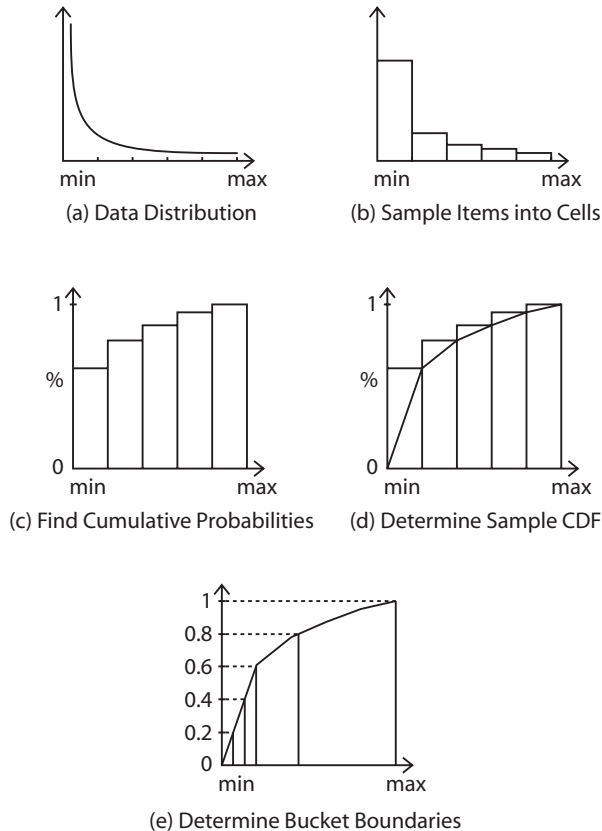 min max
(a) Data Distribution
min max
(b) Sample Items into Cells
1
%
0
min max
(c) Find Cumulative Probabilities
1
%
0
min max
(d) Determine Sample CDF
1
0.8
0.6
0.4
0.2
0
min max
(e) Determine Bucket Boundaries